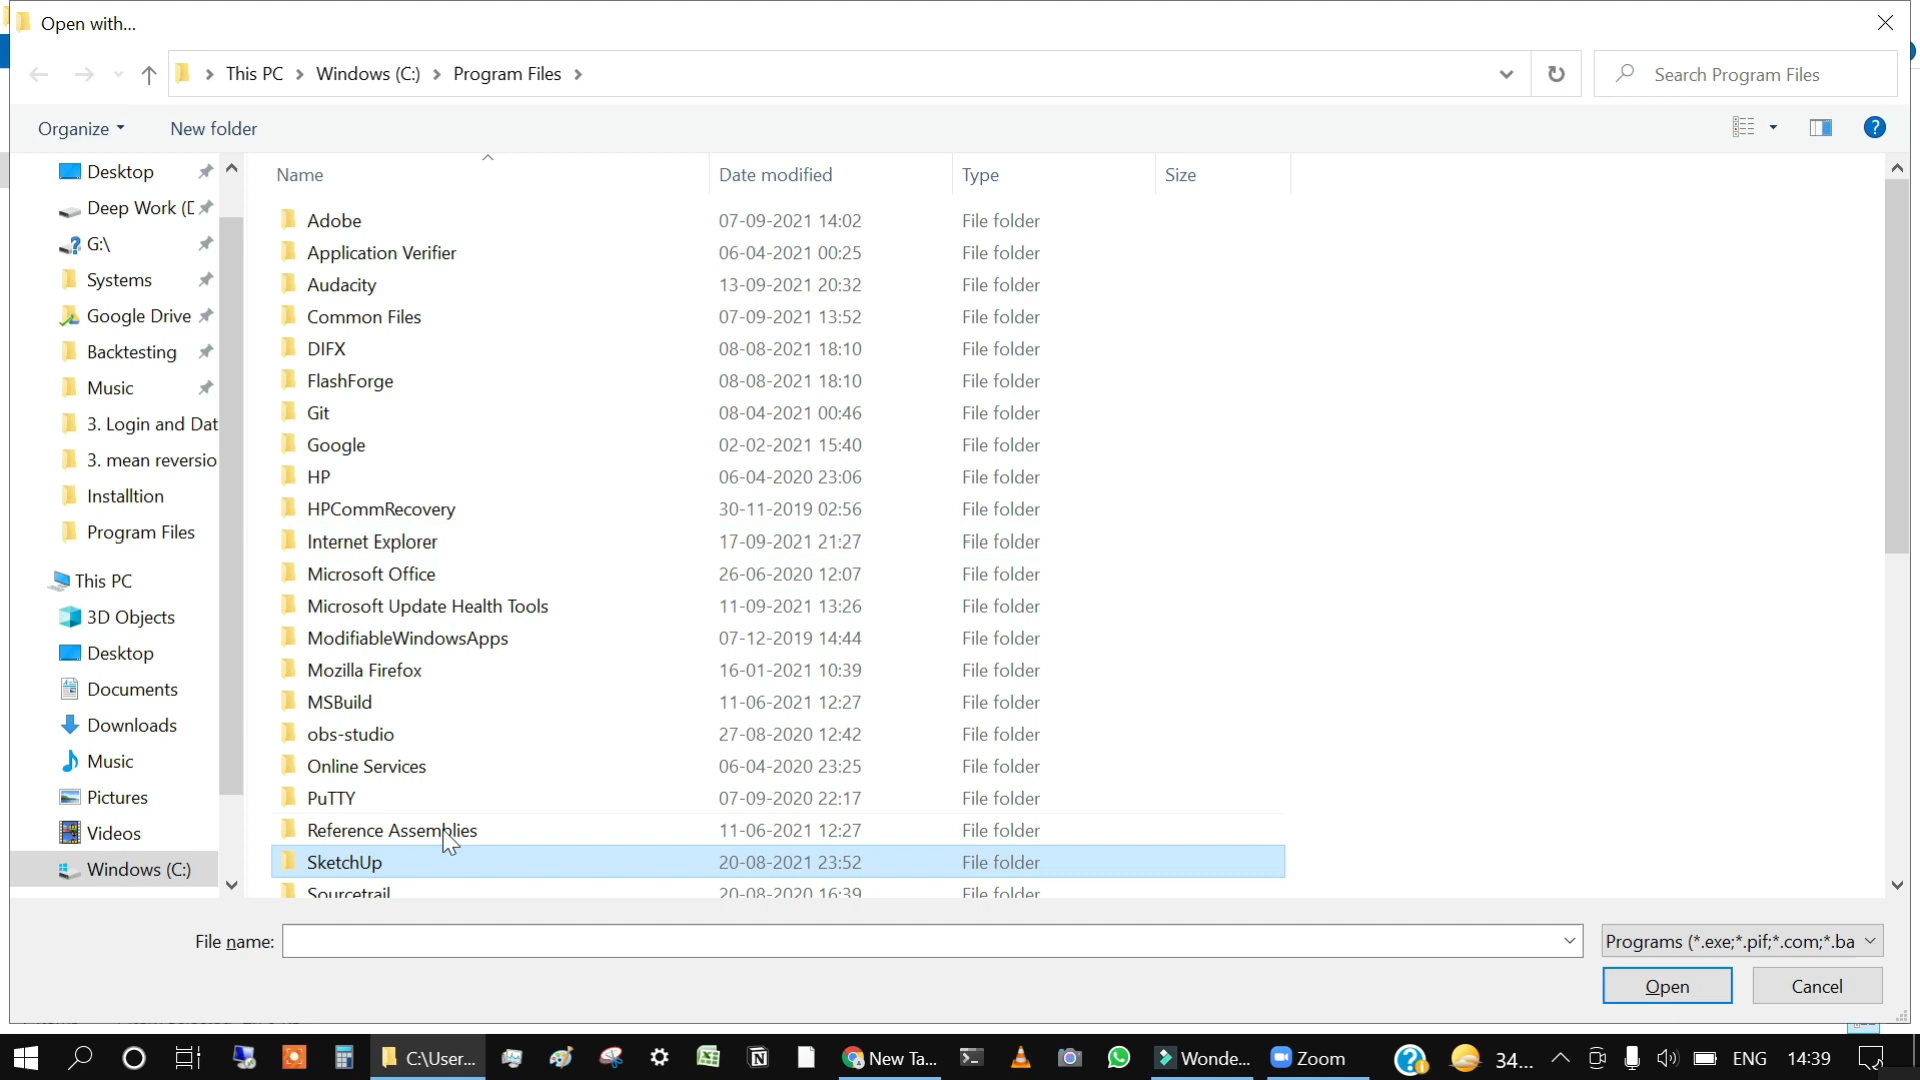 Open with...
This PC
Windows (C:)
Program Files
Search Program Files
Organize
New folder
Name
Date modified
Type
Size
Desktop
Deep Work (D
G:\
Systems
Google Drive
Backtesting
Music
3. Login and Dat
3. mean reversio
Installtion
Program Files
This PC
3D Objects
Desktop
Documents
Downloads
Music
Pictures
Videos
Windows (C:)
Adobe 07-09-2021 14:02 File folder
Application Verifier 06-04-2021 00:25 File folder
Audacity 13-09-2021 20:32 File folder
Common Files 07-09-2021 13:52 File folder
DIFX 08-08-2021 18:10 File folder
FlashForge 08-08-2021 18:10 File folder
Git 08-04-2021 00:46 File folder
Google 02-02-2021 15:40 File folder
HP 06-04-2020 23:06 File folder
HPCommRecovery 30-11-2019 02:56 File folder
Internet Explorer 17-09-2021 21:27 File folder
Microsoft Office 26-06-2020 12:07 File folder
Microsoft Update Health Tools 11-09-2021 13:26 File folder
ModifiableWindowsApps 07-12-2019 14:44 File folder
Mozilla Firefox 16-01-2021 10:39 File folder
MSBuild 11-06-2021 12:27 File folder
obs-studio 27-08-2020 12:42 File folder
Online Services 06-04-2020 23:25 File folder
PuTTY 07-09-2020 22:17 File folder
Reference Assemblies 11-06-2021 12:27 File folder
SketchUp 20-08-2021 23:52 File folder
Sourcetrail 20-08-2020 16:39 File folder
File name:
Programs (*.exe;*.pif;*.com;*.ba
Open
Cancel
C:\User...
New Ta...
Wonde...
Zoom
34...
ENG
14:39